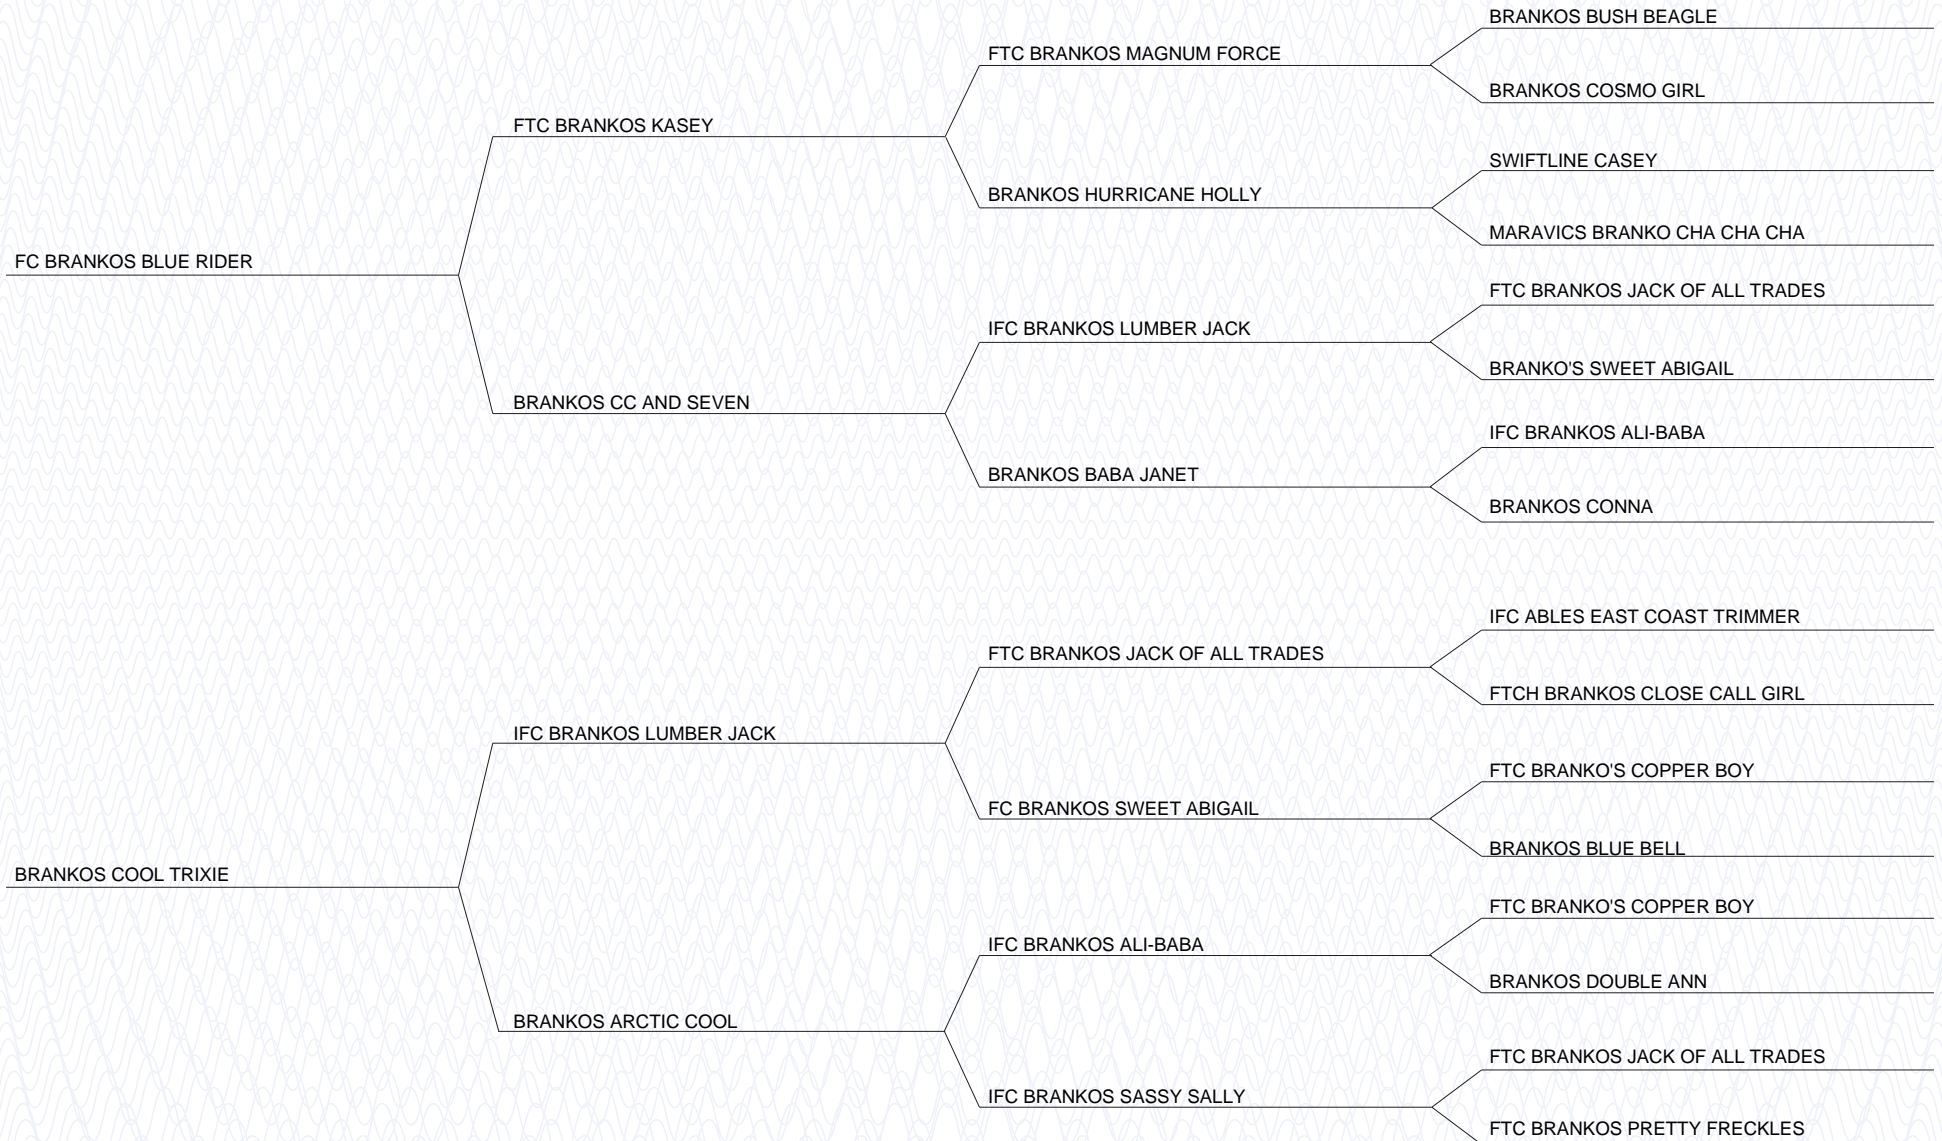 BRANKOS BUSH BEAGLE
FTC BRANKOS MAGNUM FORCE
BRANKOS COSMO GIRL
FTC BRANKOS KASEY
SWIFTLINE CASEY
BRANKOS HURRICANE HOLLY
MARAVICS BRANKO CHA CHA CHA
FC BRANKOS BLUE RIDER
FTC BRANKOS JACK OF ALL TRADES
IFC BRANKOS LUMBER JACK
BRANKO'S SWEET ABIGAIL
BRANKOS CC AND SEVEN
IFC BRANKOS ALI-BABA
BRANKOS BABA JANET
BRANKOS CONNA
IFC ABLES EAST COAST TRIMMER
FTC BRANKOS JACK OF ALL TRADES
FTCH BRANKOS CLOSE CALL GIRL
IFC BRANKOS LUMBER JACK
FTC BRANKO'S COPPER BOY
FC BRANKOS SWEET ABIGAIL
BRANKOS BLUE BELL
BRANKOS COOL TRIXIE
FTC BRANKO'S COPPER BOY
IFC BRANKOS ALI-BABA
BRANKOS DOUBLE ANN
BRANKOS ARCTIC COOL
FTC BRANKOS JACK OF ALL TRADES
IFC BRANKOS SASSY SALLY
FTC BRANKOS PRETTY FRECKLES